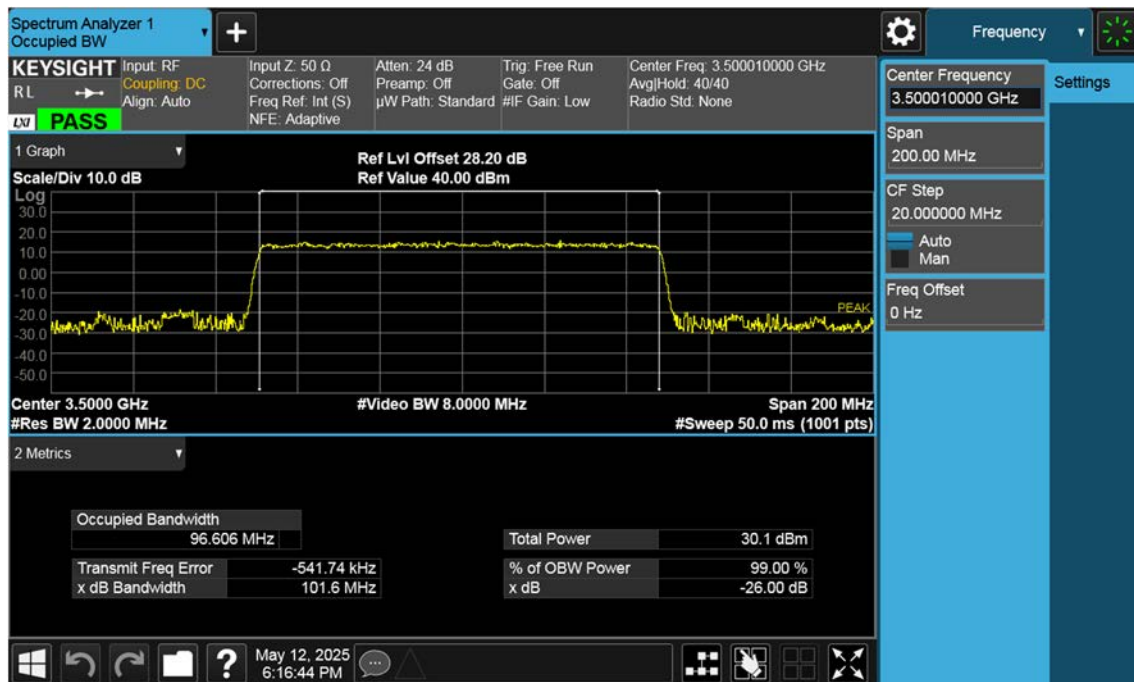 Spectrum Analyzer 1
Occupied BW
Frequency
KEYSIGHT
RL
LXI
PASS
Input: RF
Coupling: DC
Align: Auto
Input Z: 50 Ω
Corrections: Off
Freq Ref: Int (S)
NFE: Adaptive
Atten: 24 dB
Preamp: Off
µW Path: Standard
Trig: Free Run
Gate: Off
#IF Gain: Low
Center Freq: 3.500010000 GHz
Avg|Hold: 40/40
Radio Std: None
Center Frequency
3.500010000 GHz
Settings
Span
200.00 MHz
CF Step
20.000000 MHz
Auto
Man
Freq Offset
0 Hz
1 Graph
Scale/Div 10.0 dB
Ref Lvl Offset 28.20 dB
Ref Value 40.00 dBm
Log
30.0
20.0
10.0
0.00
-10.0
-20.0
-30.0
-40.0
-50.0
PEAK
Center 3.5000 GHz
#Video BW 8.0000 MHz
Span 200 MHz
#Res BW 2.0000 MHz
#Sweep 50.0 ms (1001 pts)
2 Metrics
Occupied Bandwidth
96.606 MHz
Total Power 30.1 dBm
Transmit Freq Error -541.74 kHz
% of OBW Power 99.00 %
x dB Bandwidth 101.6 MHz
x dB -26.00 dB
May 12, 2025
6:16:44 PM